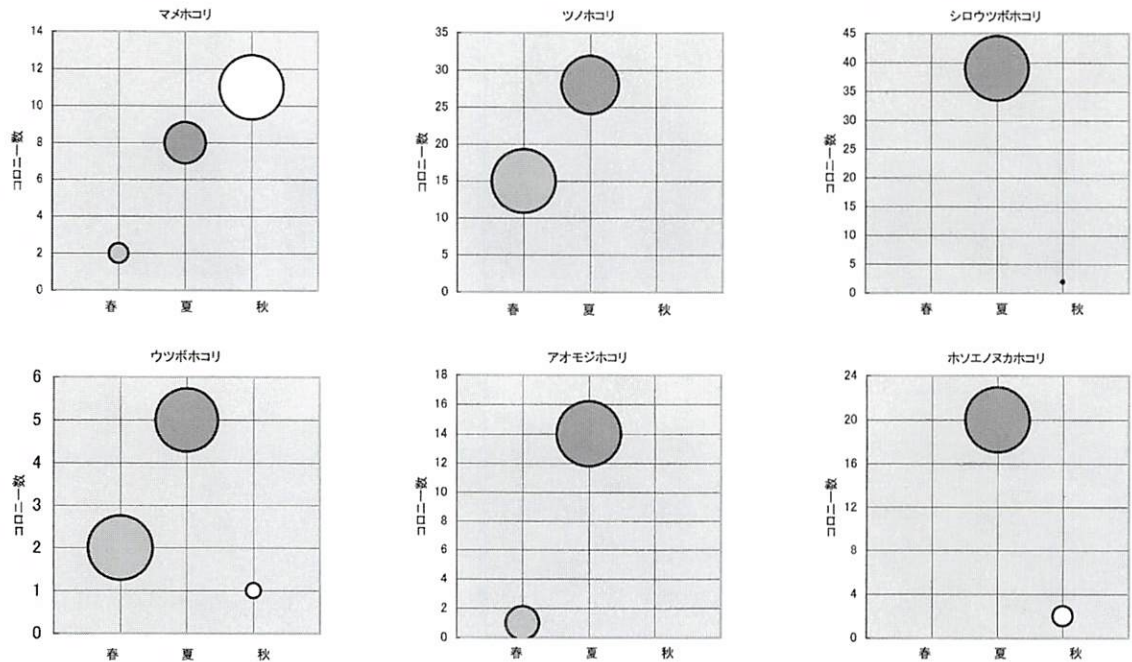 マメホコリ
14
12
10
8
6
4
2
0
コロニー数
春 夏 秋
ツノホコリ
35
30
25
20
15
10
5
0
コロニー数
春 夏 秋
シロウツボホコリ
45
40
35
30
25
20
15
10
5
0
コロニー数
春 夏 秋
ウツボホコリ
6
5
4
3
2
1
0
コロニー数
春 夏 秋
アオモジホコリ
18
16
14
12
10
8
6
4
2
0
コロニー数
春 夏 秋
ホソエノヌカホコリ
24
20
16
12
8
4
0
コロニー数
春 夏 秋